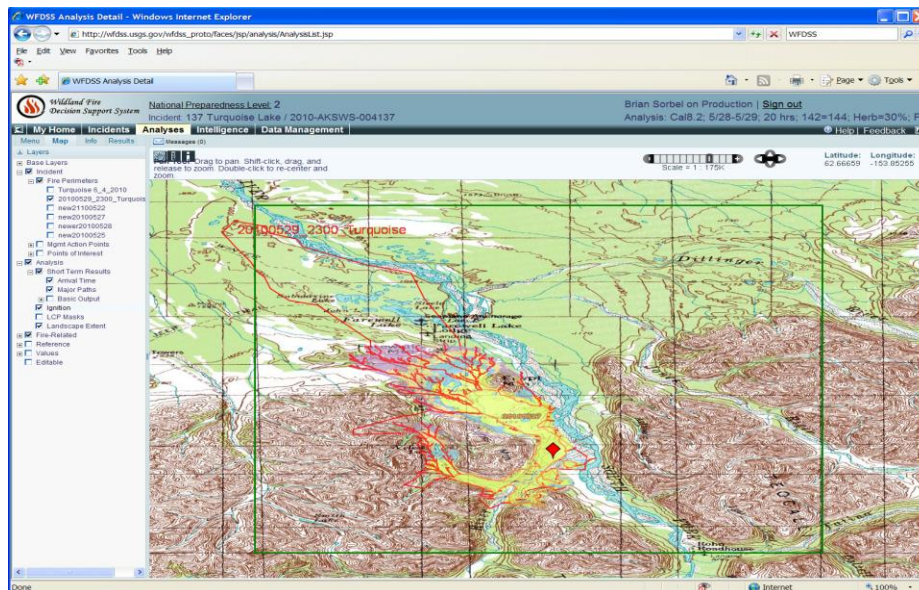 WFDSS Analysis Detail - Windows Internet Explorer
http://wfdss.usgs.gov/wfdss_proto/faces/jsp/analysis/AnalysisList.jsp
WFDSS
File Edit View Favorites Tools Help
WFDSS Analysis Detail
Page Tools
Wildland Fire
Decision Support System
National Preparedness Level: 2
Incident: 137 Turquoise Lake / 2010-AKSWS-004137
Brian Sorbel on Production | Sign out
Analysis: Cal8.2; 5/28-5/29; 20 hrs; 142=144; Herb=30%; F
My Home Incidents Analyses Intelligence Data Management
Help | Feedback
Menu Map Info Results
Messages (0)
Layers
Base Layers
Incident
Fire Perimeters
Turquoise 5_4_2010
20100529_2300_Turquois
new21100522
new20100527
newer20100528
new20100525
Mgmt Action Points
Points of Interest
Analysis
Short Term Results
Arrival Time
Major Paths
Basic Output
Ignition
LCP Masks
Landscape Extent
Fire-Related
Reference
Values
Editable
Drag to pan. Shift-click, drag, and
release to zoom. Double-click to re-center and
zoom.
Scale = 1 : 175K
Latitude: Longitude:
62.66659 -153.85255
20100529_2300_Turquoise
Dillinger
Farewell
Lake
Farewell Lake
Landing
Strip
Egypt
Rohn
Roadhouse
Done
Internet
100%